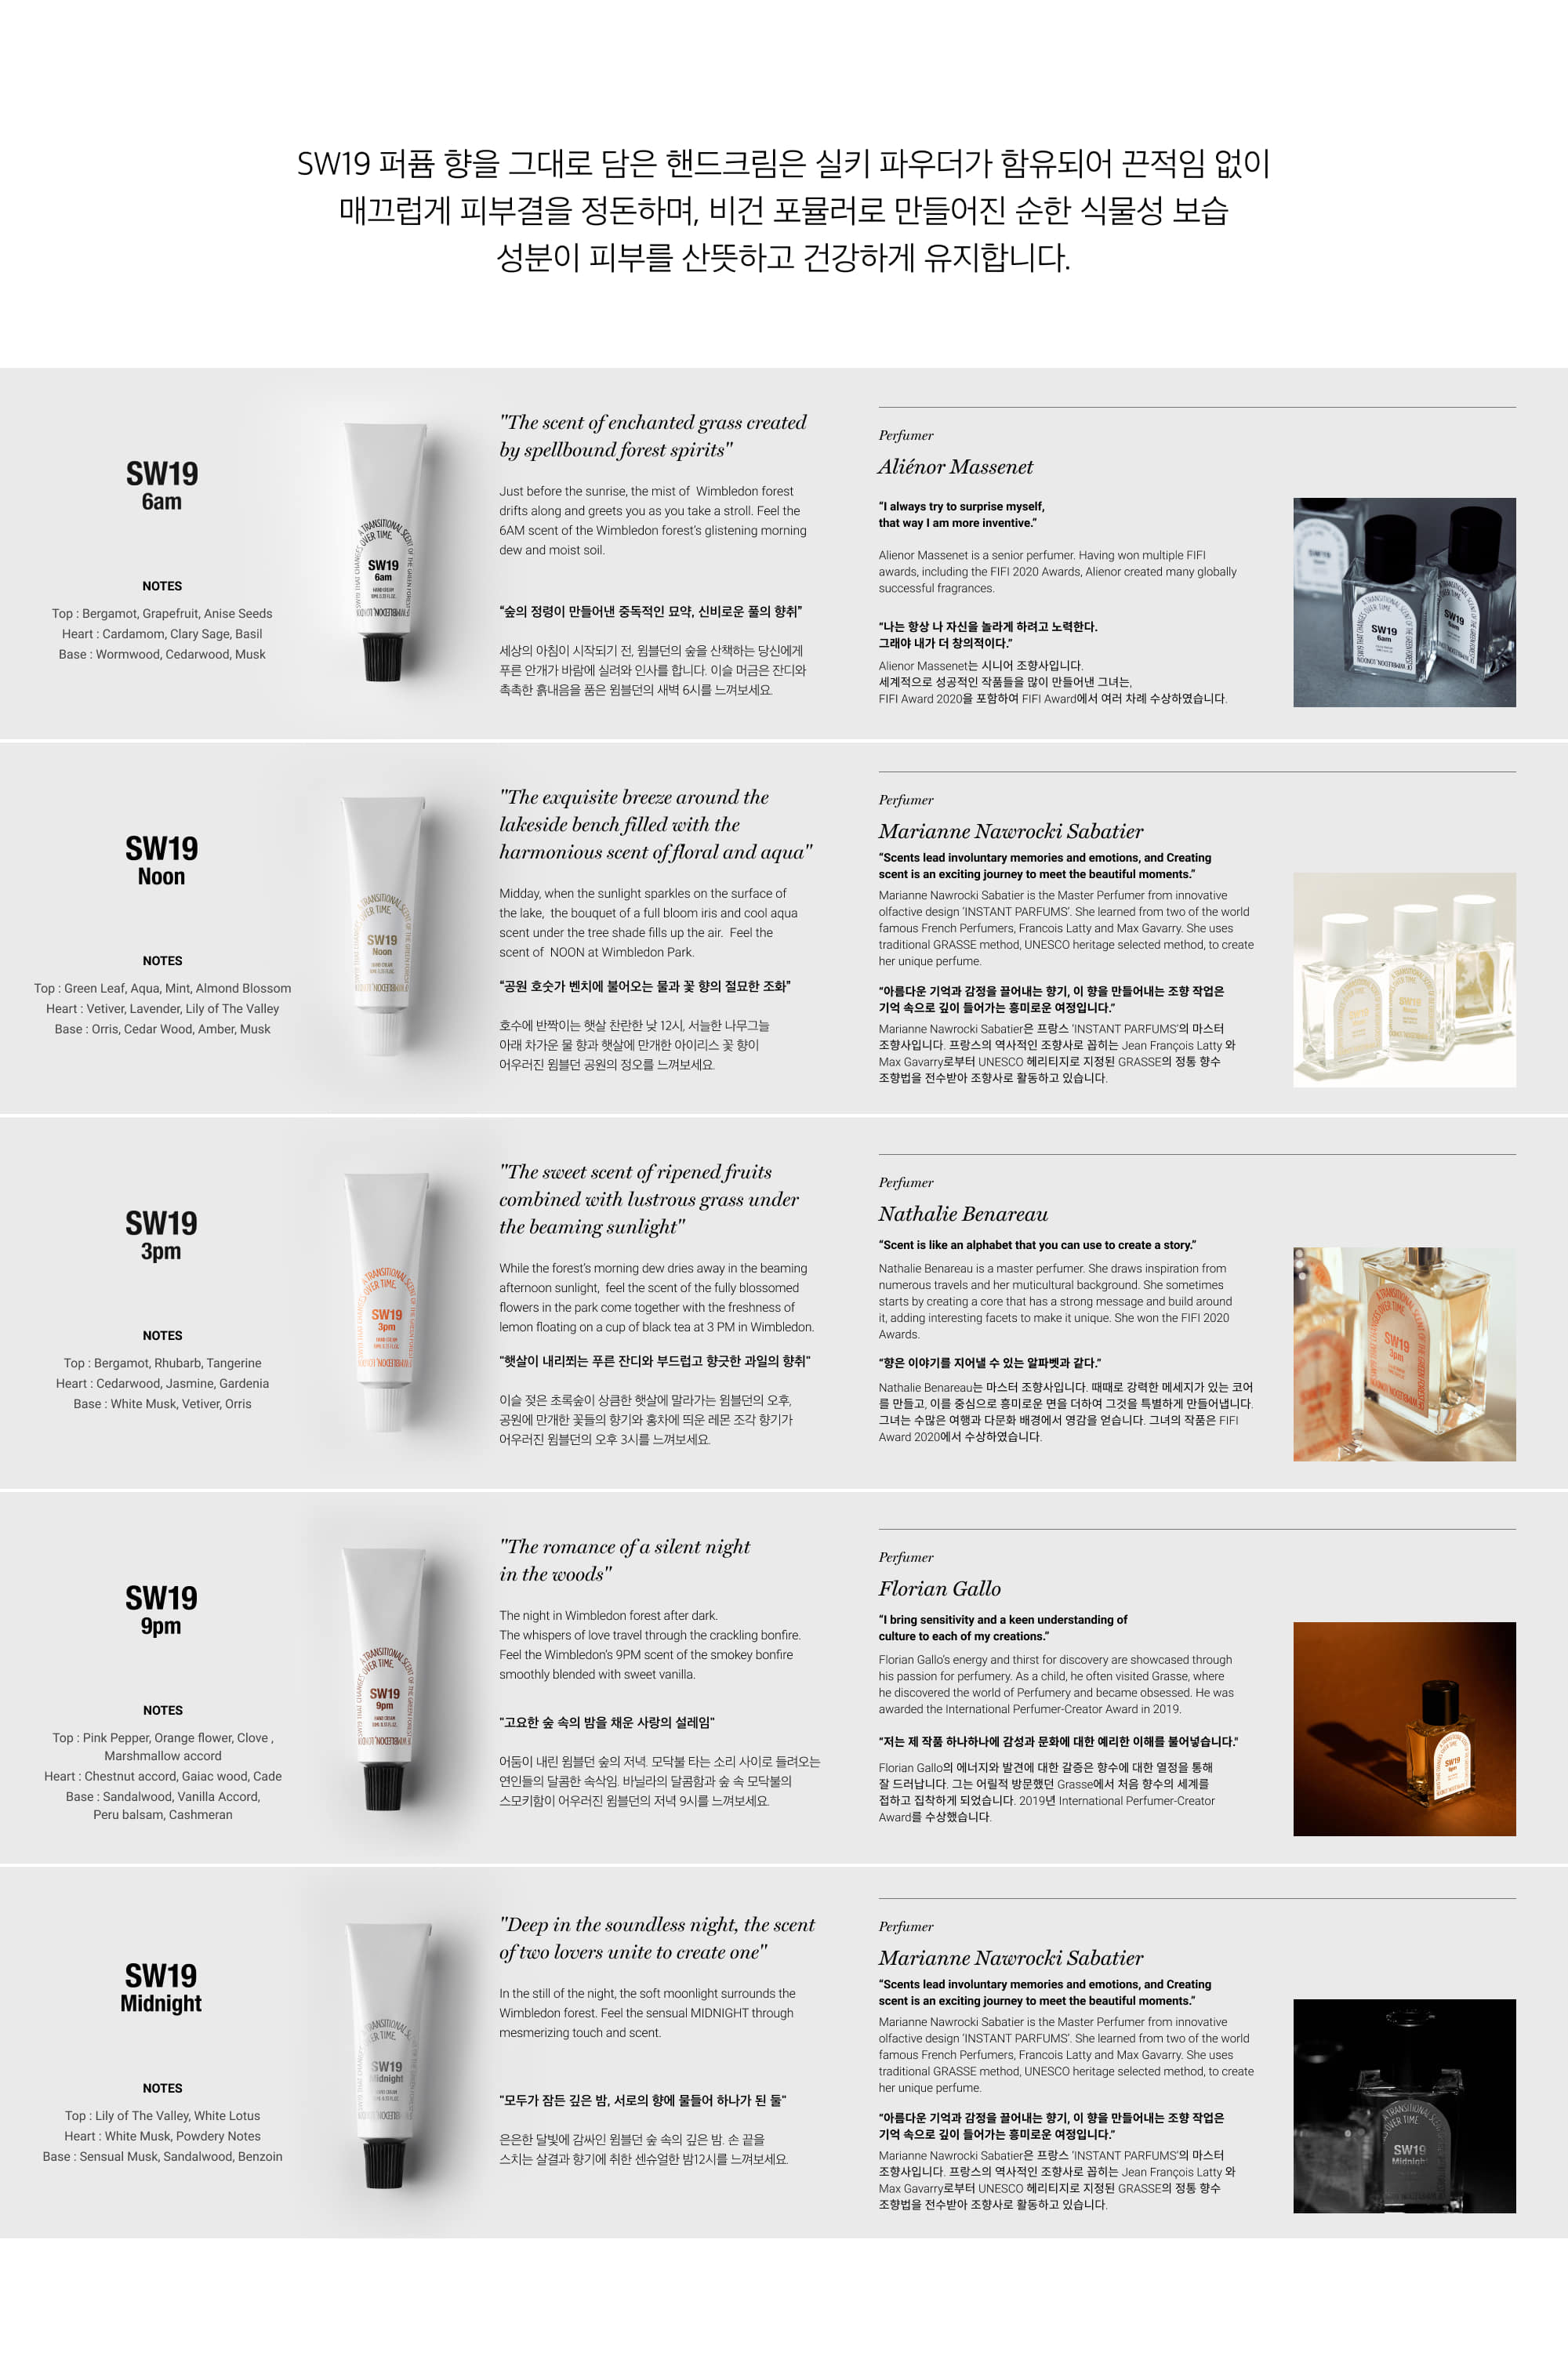 SW19 퍼퓸 향을 그대로 담은 핸드크림은 실키 파우더가 함유되어 끈적임 없이
매끄럽게 피부결을 정돈하며, 비건 포뮬러로 만들어진 순한 식물성 보습
성분이 피부를 산뜻하고 건강하게 유지합니다.
SW19
6am
NOTES
Top : Bergamot, Grapefruit, Anise Seeds
Heart : Cardamom, Clary Sage, Basil
Base : Wormwood, Cedarwood, Musk
A TRANSITIONAL SCENT OF THE GREEN FOREST OF
OVER TIME.
SW19 THAT CHANGES
SW19
6am
HAND CREAM
WIMBLEDON, LONDON
"The scent of enchanted grass created
by spellbound forest spirits"
Just before the sunrise, the mist of Wimbledon forest
drifts along and greets you as you take a stroll. Feel the
6AM scent of the Wimbledon forest's glistening morning
dew and moist soil.
“숲의 정령이 만들어낸 중독적인 묘약, 신비로운 풀의 향취”
세상의 아침이 시작되기 전, 윔블던의 숲을 산책하는 당신에게
푸른 안개가 바람에 실려와 인사를 합니다. 이슬 머금은 잔디와
촉촉한 흙내음을 품은 윔블던의 새벽 6시를 느껴보세요.
Perfumer
Aliénor Massenet
“I always try to surprise myself,
that way I am more inventive.”
Alienor Massenet is a senior perfumer. Having won multiple FIFI
awards, including the FIFI 2020 Awards, Alienor created many globally
successful fragrances.
“나는 항상 나 자신을 놀라게 하려고 노력한다.
그래야 내가 더 창의적이다.”
Alienor Massenet는 시니어 조향사입니다.
세계적으로 성공적인 작품들을 많이 만들어낸 그녀는,
FIFI Award 2020을 포함하여 FIFI Award에서 여러 차례 수상하였습니다.
SW19
6am
SW19
6am
SW19
Noon
NOTES
Top : Green Leaf, Aqua, Mint, Almond Blossom
Heart : Vetiver, Lavender, Lily of The Valley
Base : Orris, Cedar Wood, Amber, Musk
A TRANSITIONAL SCENT OF THE GREEN FOREST OF
OVER TIME.
SW19
Noon
HAND CREAM
WIMBLEDON, LONDON
"The exquisite breeze around the
lakeside bench filled with the
harmonious scent of floral and aqua"
Midday, when the sunlight sparkles on the surface of
the lake, the bouquet of a full bloom iris and cool aqua
scent under the tree shade fills up the air. Feel the
scent of NOON at Wimbledon Park.
“공원 호숫가 벤치에 불어오는 물과 꽃 향의 절묘한 조화”
호수에 반짝이는 햇살 찬란한 낮 12시, 서늘한 나무그늘
아래 차가운 물 향과 햇살에 만개한 아이리스 꽃 향이
어우러진 윔블던 공원의 정오를 느껴보세요.
Perfumer
Marianne Nawrocki Sabatier
“Scents lead involuntary memories and emotions, and Creating
scent is an exciting journey to meet the beautiful moments.”
Marianne Nawrocki Sabatier is the Master Perfumer from innovative
olfactive design ‘INSTANT PARFUMS’. She learned from two of the world
famous French Perfumers, Francois Latty and Max Gavarry. She uses
traditional GRASSE method, UNESCO heritage selected method, to create
her unique perfume.
“아름다운 기억과 감정을 끌어내는 향기, 이 향을 만들어내는 조향 작업은
기억 속으로 깊이 들어가는 흥미로운 여정입니다.”
Marianne Nawrocki Sabatier은 프랑스 ‘INSTANT PARFUMS’의 마스터
조향사입니다. 프랑스의 역사적인 조향사로 꼽히는 Jean François Latty 와
Max Gavarry로부터 UNESCO 헤리티지로 지정된 GRASSE의 정통 향수
조향법을 전수받아 조향사로 활동하고 있습니다.
SW19
3pm
NOTES
Top : Bergamot, Rhubarb, Tangerine
Heart : Cedarwood, Jasmine, Gardenia
Base : White Musk, Vetiver, Orris
A TRANSITIONAL SCENT OF THE GREEN FOREST OF
OVER TIME.
SW19
3pm
HAND CREAM
WIMBLEDON, LONDON
"The sweet scent of ripened fruits
combined with lustrous grass under
the beaming sunlight"
While the forest's morning dew dries away in the beaming
afternoon sunlight, feel the scent of the fully blossomed
flowers in the park come together with the freshness of
lemon floating on a cup of black tea at 3 PM in Wimbledon.
"햇살이 내리쬐는 푸른 잔디와 부드럽고 향긋한 과일의 향취"
이슬 젖은 초록숲이 상큼한 햇살에 말라가는 윔블던의 오후,
공원에 만개한 꽃들의 향기와 홍차에 띄운 레몬 조각 향기가
어우러진 윔블던의 오후 3시를 느껴보세요.
Perfumer
Nathalie Benareau
“Scent is like an alphabet that you can use to create a story.”
Nathalie Benareau is a master perfumer. She draws inspiration from
numerous travels and her muticultural background. She sometimes
starts by creating a core that has a strong message and build around
it, adding interesting facets to make it unique. She won the FIFI 2020
Awards.
“향은 이야기를 지어낼 수 있는 알파벳과 같다.”
Nathalie Benareau는 마스터 조향사입니다. 때때로 강력한 메세지가 있는 코어
를 만들고, 이를 중심으로 흥미로운 면을 더하여 그것을 특별하게 만들어냅니다.
그녀는 수많은 여행과 다문화 배경에서 영감을 얻습니다. 그녀의 작품은 FIFI
Award 2020에서 수상하였습니다.
SW19
3pm
SW19
9pm
NOTES
Top : Pink Pepper, Orange flower, Clove ,
Marshmallow accord
Heart : Chestnut accord, Gaiac wood, Cade
Base : Sandalwood, Vanilla Accord,
Peru balsam, Cashmeran
A TRANSITIONAL SCENT OF THE GREEN FOREST OF
OVER TIME.
SW19 THAT CHANGES
SW19
9pm
HAND CREAM
WIMBLEDON, LONDON
"The romance of a silent night
in the woods"
The night in Wimbledon forest after dark.
The whispers of love travel through the crackling bonfire.
Feel the Wimbledon's 9PM scent of the smokey bonfire
smoothly blended with sweet vanilla.
"고요한 숲 속의 밤을 채운 사랑의 설레임"
어둠이 내린 윔블던 숲의 저녁. 모닥불 타는 소리 사이로 들려오는
연인들의 달콤한 속삭임. 바닐라의 달콤함과 숲 속 모닥불의
스모키함이 어우러진 윔블던의 저녁 9시를 느껴보세요.
Perfumer
Florian Gallo
“I bring sensitivity and a keen understanding of
culture to each of my creations.”
Florian Gallo's energy and thirst for discovery are showcased through
his passion for perfumery. As a child, he often visited Grasse, where
he discovered the world of Perfumery and became obsessed. He was
awarded the International Perfumer-Creator Award in 2019.
“저는 제 작품 하나하나에 감성과 문화에 대한 예리한 이해를 불어넣습니다."
Florian Gallo의 에너지와 발견에 대한 갈증은 향수에 대한 열정을 통해
잘 드러납니다. 그는 어릴적 방문했던 Grasse에서 처음 향수의 세계를
접하고 집착하게 되었습니다. 2019년 International Perfumer-Creator
Award를 수상했습니다.
SW19
9pm
SW19
Midnight
NOTES
Top : Lily of The Valley, White Lotus
Heart : White Musk, Powdery Notes
Base : Sensual Musk, Sandalwood, Benzoin
SW19
Midnight
"Deep in the soundless night, the scent
of two lovers unite to create one"
In the still of the night, the soft moonlight surrounds the
Wimbledon forest. Feel the sensual MIDNIGHT through
mesmerizing touch and scent.
"모두가 잠든 깊은 밤, 서로의 향에 물들어 하나가 된 둘"
은은한 달빛에 감싸인 윔블던 숲 속의 깊은 밤. 손 끝을
스치는 살결과 향기에 취한 센슈얼한 밤12시를 느껴보세요.
Perfumer
Marianne Nawrocki Sabatier
“Scents lead involuntary memories and emotions, and Creating
scent is an exciting journey to meet the beautiful moments.”
Marianne Nawrocki Sabatier is the Master Perfumer from innovative
olfactive design ‘INSTANT PARFUMS’. She learned from two of the world
famous French Perfumers, Francois Latty and Max Gavarry. She uses
traditional GRASSE method, UNESCO heritage selected method, to create
her unique perfume.
“아름다운 기억과 감정을 끌어내는 향기, 이 향을 만들어내는 조향 작업은
기억 속으로 깊이 들어가는 흥미로운 여정입니다.”
Marianne Nawrocki Sabatier은 프랑스 ‘INSTANT PARFUMS’의 마스터
조향사입니다. 프랑스의 역사적인 조향사로 꼽히는 Jean François Latty 와
Max Gavarry로부터 UNESCO 헤리티지로 지정된 GRASSE의 정통 향수
조향법을 전수받아 조향사로 활동하고 있습니다.
A TRANSITIONAL SCENT
OVER TIME
SW19
Midnight